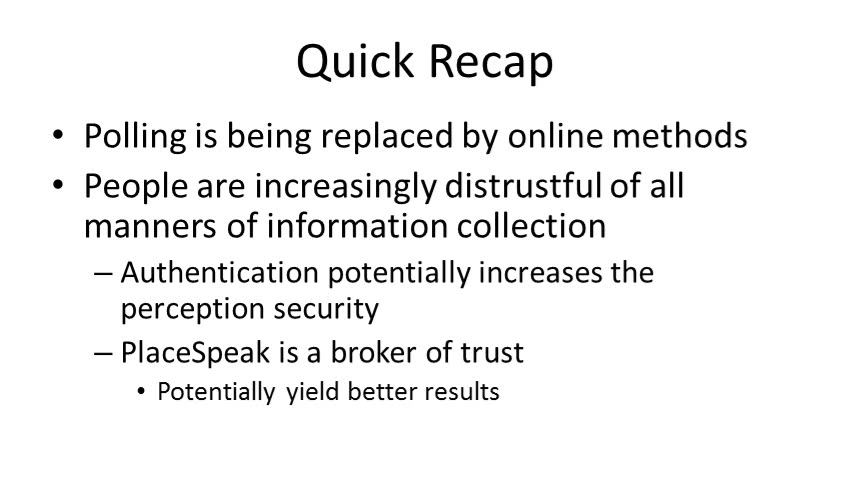 Quick Recap
• Polling is being replaced by online methods
• People are increasingly distrustful of all
manners of information collection
– Authentication potentially increases the
perception security
– PlaceSpeak is a broker of trust
• Potentially yield better results